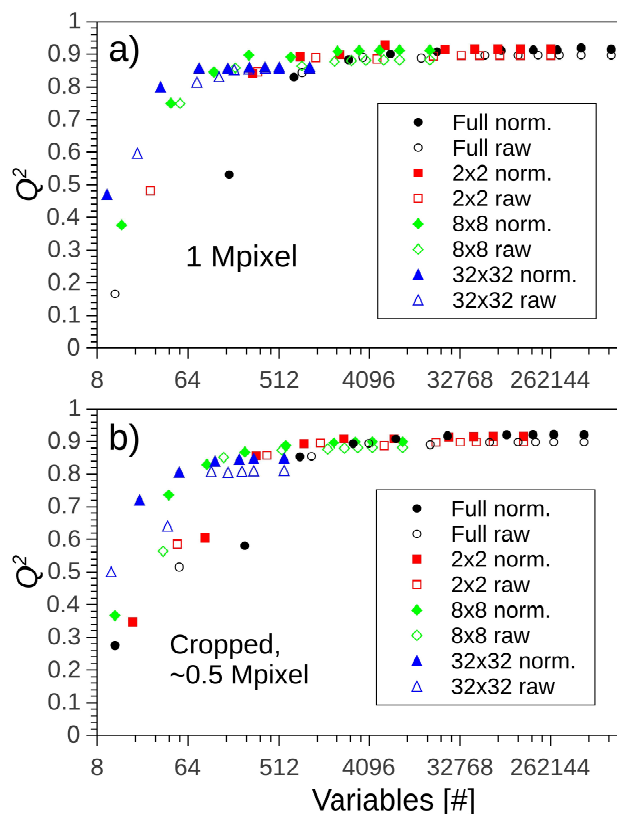 a)
1
0.9
0.8
0.7
0.6
0.5
0.4
0.3
0.2
0.1
0
Q²
1 Mpixel
Full norm.
Full raw
2x2 norm.
2x2 raw
8x8 norm.
8x8 raw
32x32 norm.
32x32 raw
8 64 512 4096 32768 262144
b)
1
0.9
0.8
0.7
0.6
0.5
0.4
0.3
0.2
0.1
0
Q²
Cropped,
~0.5 Mpixel
Full norm.
Full raw
2x2 norm.
2x2 raw
8x8 norm.
8x8 raw
32x32 norm.
32x32 raw
8 64 512 4096 32768 262144
Variables [#]